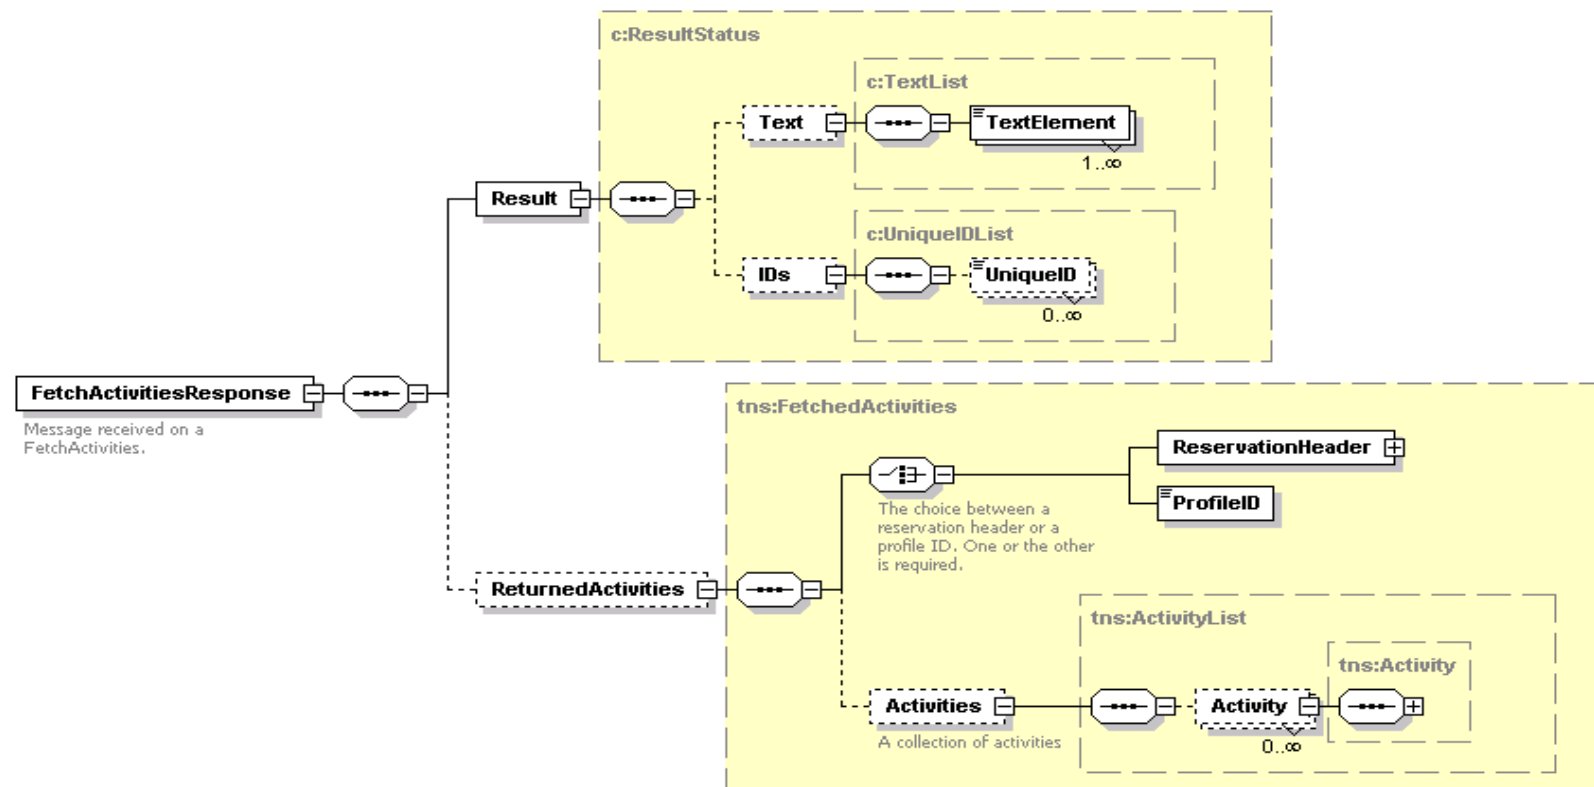 c:ResultStatus
c:TextList
Text
TextElement
1..∞
Result
c:UniqueIDList
IDs
UniqueID
0..∞
FetchActivitiesResponse
Message received on a
FetchActivities.
tns:FetchedActivities
ReservationHeader
ProfileID
The choice between a
reservation header or a
profile ID. One or the other
is required.
ReturnedActivities
tns:ActivityList
tns:Activity
Activities
Activity
A collection of activities
0..∞